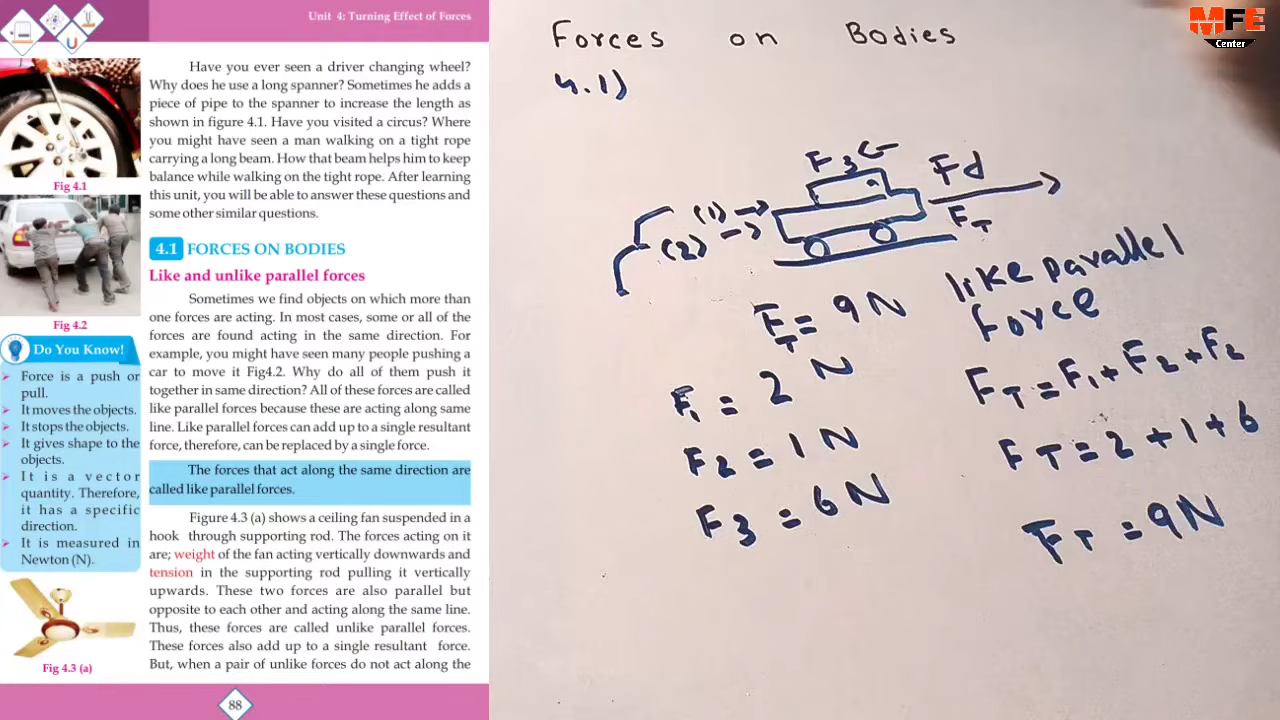 Unit 4: Turning Effect of Forces
Have you ever seen a driver changing wheel?
Why does he use a long spanner? Sometimes he adds a
piece of pipe to the spanner to increase the length as
shown in figure 4.1. Have you visited a circus? Where
you might have seen a man walking on a tight rope
carrying a long beam. How that beam helps him to keep
balance while walking on the tight rope. After learning
this unit, you will be able to answer these questions and
some other similar questions.
Fig 4.1
4.1 FORCES ON BODIES
Like and unlike parallel forces
Sometimes we find objects on which more than
one forces are acting. In most cases, some or all of the
forces are found acting in the same direction. For
example, you might have seen many people pushing a
car to move it Fig4.2. Why do all of them push it
together in same direction? All of these forces are called
like parallel forces because these are acting along same
line. Like parallel forces can add up to a single resultant
force, therefore, can be replaced by a single force.
The forces that act along the same direction are
called like parallel forces.
Figure 4.3 (a) shows a ceiling fan suspended in a
hook through supporting rod. The forces acting on it
are; weight of the fan acting vertically downwards and
tension in the supporting rod pulling it vertically
upwards. These two forces are also parallel but
opposite to each other and acting along the same line.
Thus, these forces are called unlike parallel forces.
These forces also add up to a single resultant force.
But, when a pair of unlike forces do not act along the
Fig 4.2
Do You Know!
Force is a push or
pull.
It moves the objects.
It stops the objects.
It gives shape to the
objects.
It is a vector
quantity. Therefore,
it has a specific
direction.
It is measured in
Newton (N).
Fig 4.3 (a)
88
Forces on Bodies
4.1)
F3
Fd
(1)
(2)
FT
like parallel
force
FT = 9N
F1 = 2 N
F2 = 1N
F3 = 6N
FT = F1 + F2 + F2
FT = 2 + 1 + 6
FT = 9N
MFE
Center